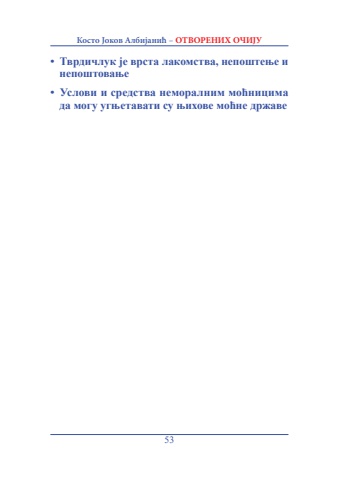 Косто Јоков Албијанић – ОТВОРЕНИХ ОЧИЈУ
• Тврдичлук је врста лакомства, непоштење и
непоштовање
• Услови и средства неморалним моћницима
да могу угњетавати су њихове моћне државе
53